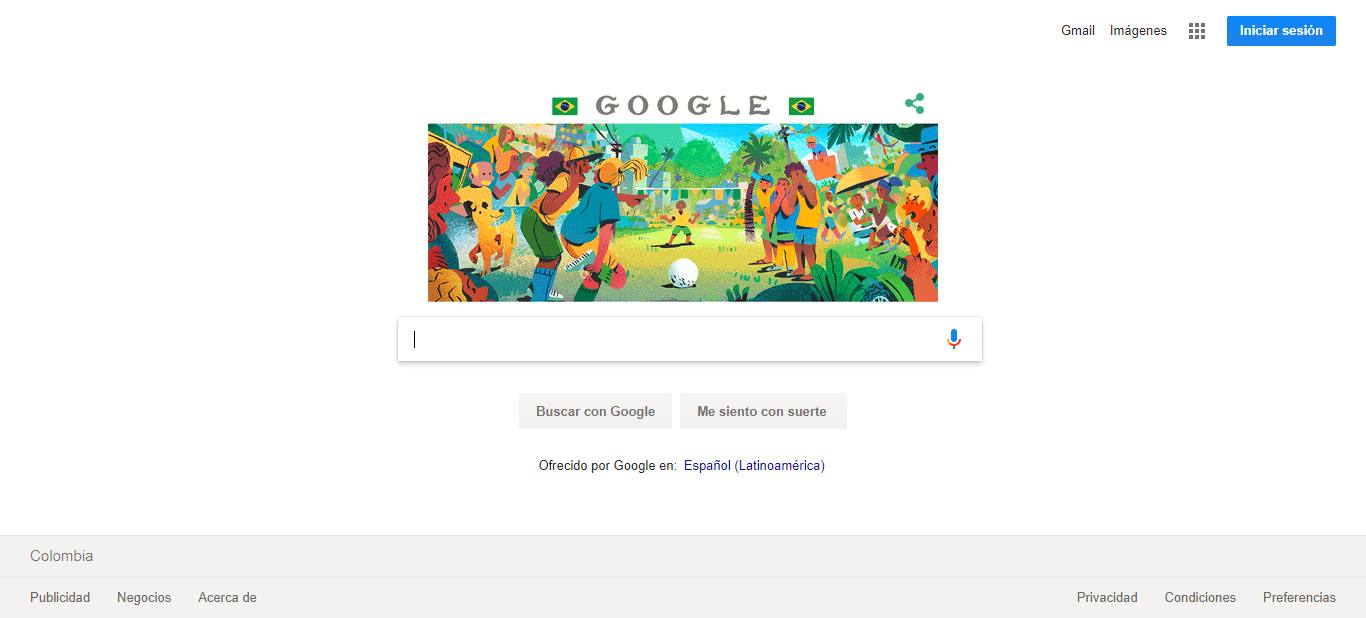 Gmail Imágenes Iniciar sesión
GOOGLE
Buscar con Google Me siento con suerte
Ofrecido por Google en: Español (Latinoamérica)
Colombia
Publicidad Negocios Acerca de Privacidad Condiciones Preferencias